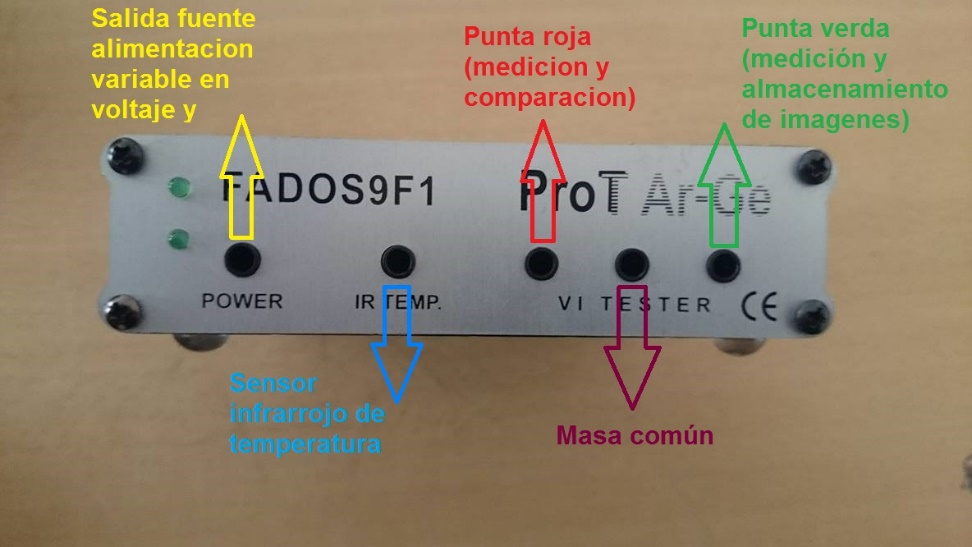 Salida fuente
alimentacion
variable en
voltaje y
Punta roja
(medicion y
comparacion)
Punta verda
(medición y
almacenamiento
de imagenes)
FADOS9F1
ProT Ar-Ge
POWER
IR TEMP.
VI TESTER
CE
Sensor
infrarrojo de
temperatura
Masa común